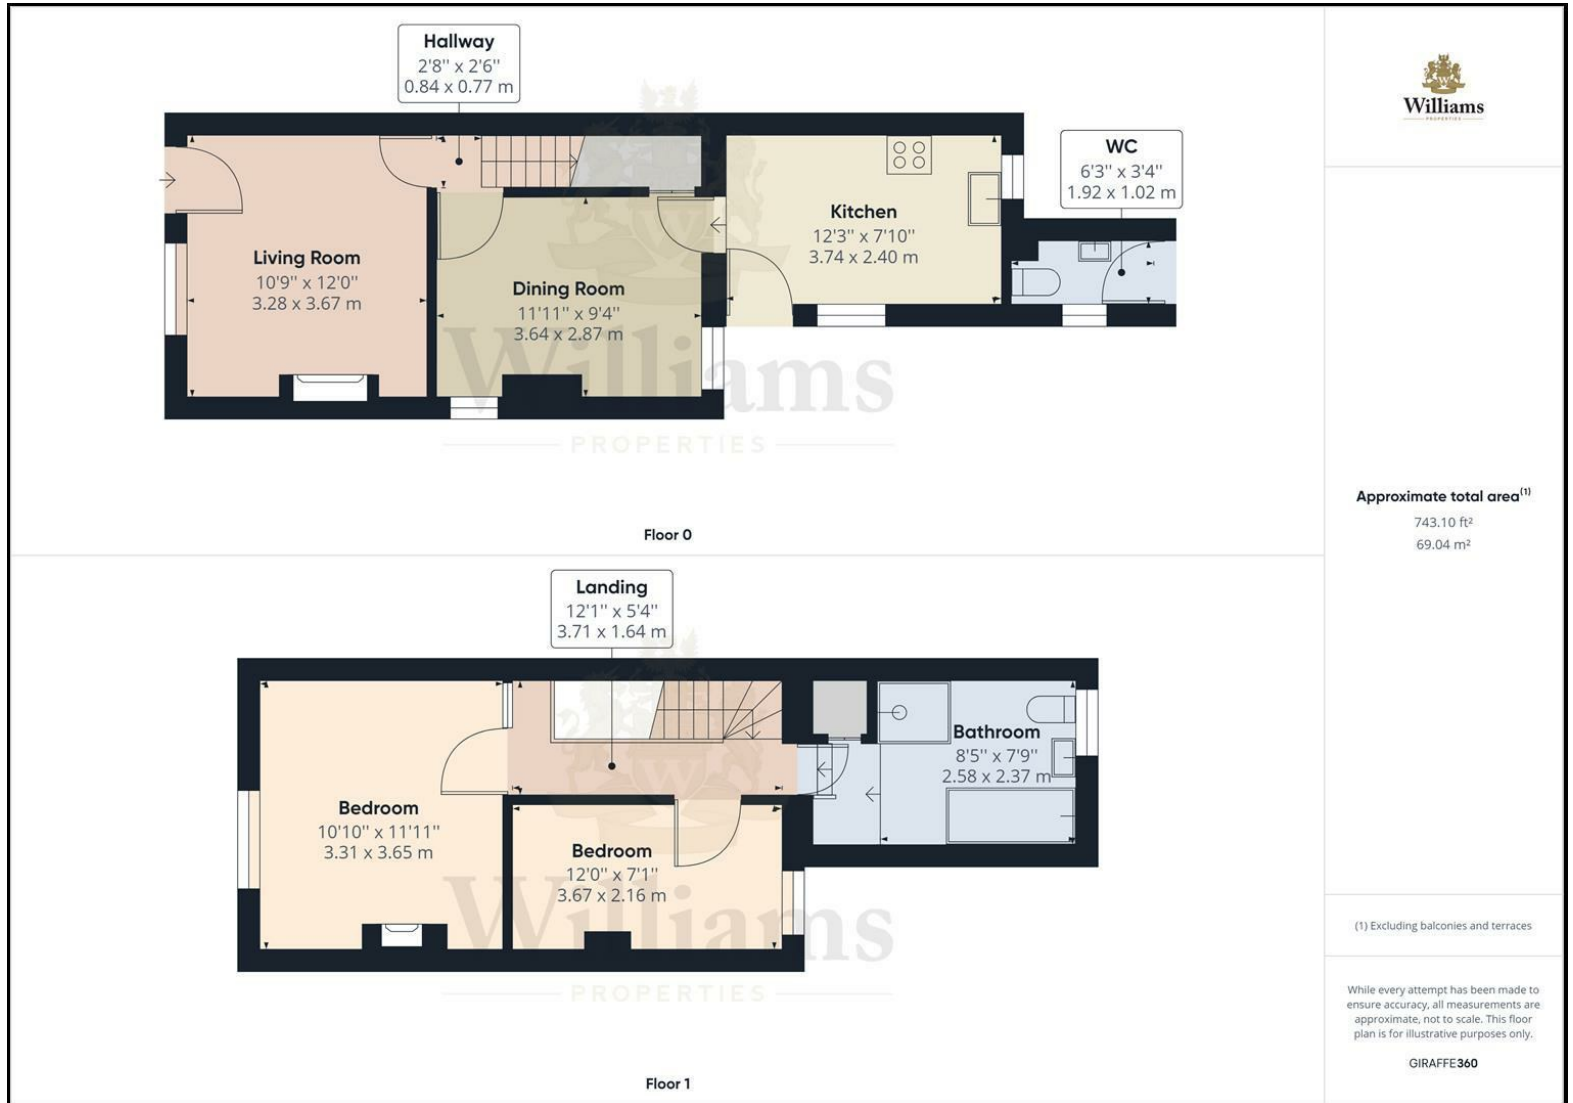 Hallway
2'8" x 2'6"
0.84 x 0.77 m
WC
6'3" x 3'4"
1.92 x 1.02 m
Living Room
10'9" x 12'0"
3.28 x 3.67 m
Dining Room
11'11" x 9'4"
3.64 x 2.87 m
Kitchen
12'3" x 7'10"
3.74 x 2.40 m
Williams
PROPERTIES
Floor 0
Landing
12'1" x 5'4"
3.71 x 1.64 m
Bedroom
10'10" x 11'11"
3.31 x 3.65 m
Bedroom
12'0" x 7'1"
3.67 x 2.16 m
Bathroom
8'5" x 7'9"
2.58 x 2.37 m
Williams
PROPERTIES
Floor 1
Williams
PROPERTIES
Approximate total area(1)
743.10 ft²
69.04 m²
(1) Excluding balconies and terraces
While every attempt has been made to
ensure accuracy, all measurements are
approximate, not to scale. This floor
plan is for illustrative purposes only.
GIRAFFE360